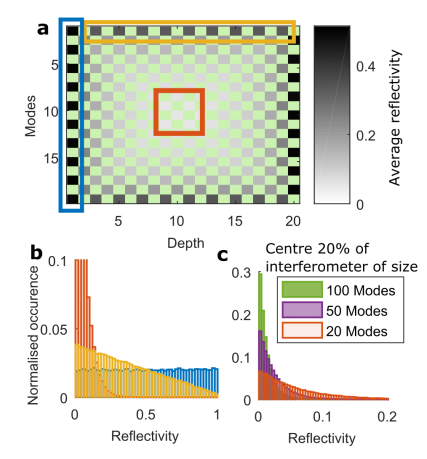 a
5
10
15
Modes
5
10
15
20
Depth
0.4
0.2
0
Average reflectivity
b
0.1
0.05
0
Normalised occurence
0
0.5
1
Reflectivity
c
Centre 20% of
interferometer of size
0.3
0.2
0.1
0
100 Modes
50 Modes
20 Modes
0
0.1
0.2
Reflectivity